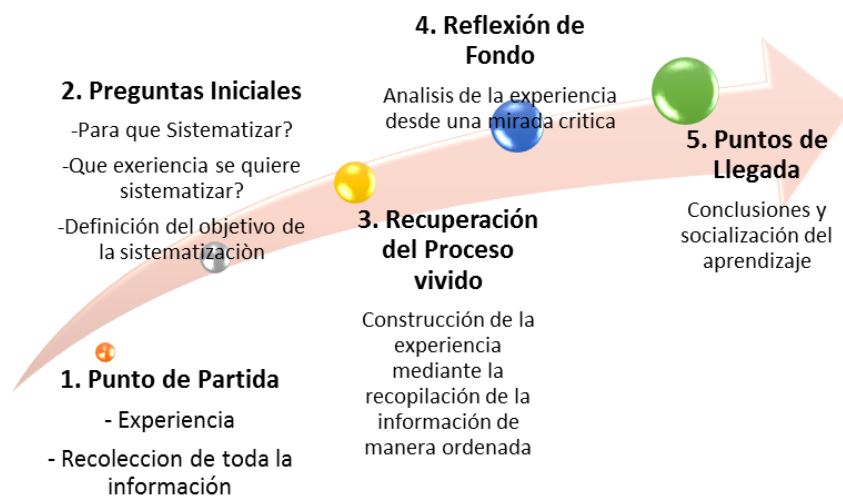 1. Punto de Partida
- Experiencia
- Recoleccion de toda la
información
2. Preguntas Iniciales
-Para que Sistematizar?
-Que exeriencia se quiere
sistematizar?
-Definición del objetivo de
la sistematizaciòn
3. Recuperación
del Proceso
vivido
Construcción de la
experiencia
mediante la
recopilación de la
información de
manera ordenada
4. Reflexión de
Fondo
Analisis de la experiencia
desde una mirada critica
5. Puntos de
Llegada
Conclusiones y
socialización del
aprendizaje